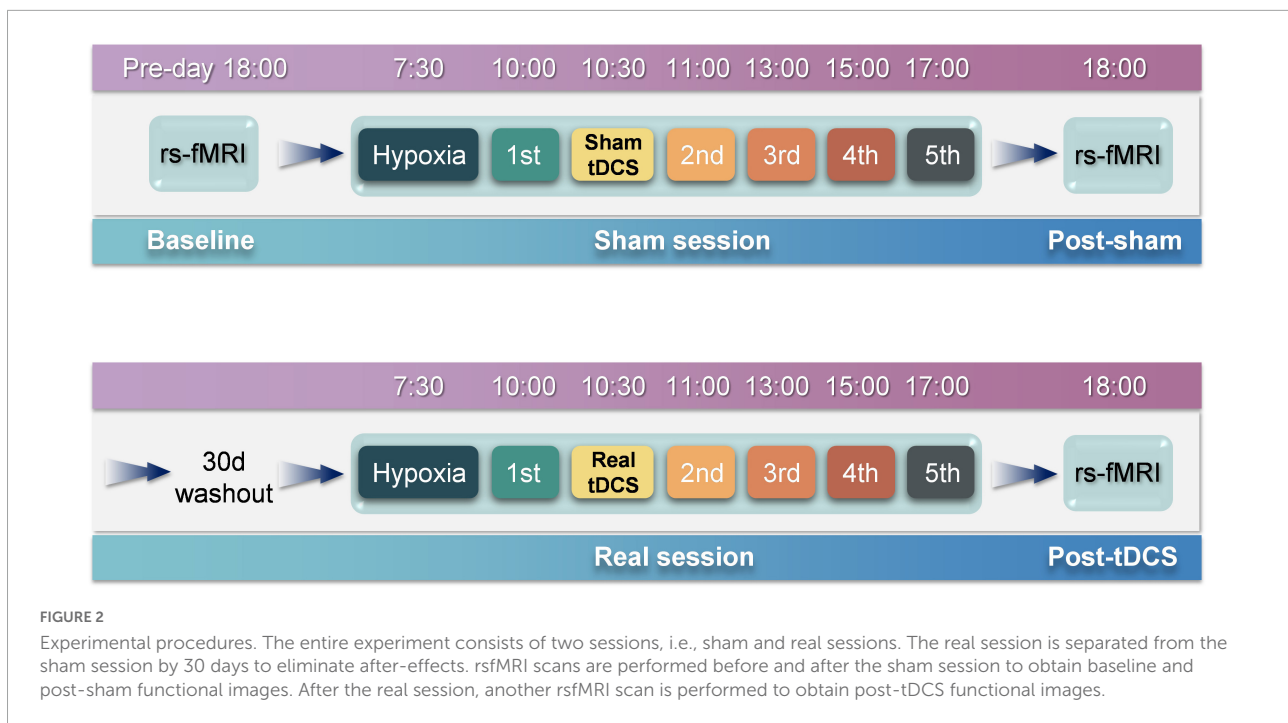 Pre-day 18:00 7:30 10:00 10:30 11:00 13:00 15:00 17:00 18:00
rs-fMRI Hypoxia 1st Sham tDCS 2nd 3rd 4th 5th rs-fMRI
Baseline Sham session Post-sham
7:30 10:00 10:30 11:00 13:00 15:00 17:00 18:00
30d washout Hypoxia 1st Real tDCS 2nd 3rd 4th 5th rs-fMRI
Real session Post-tDCS
FIGURE 2
Experimental procedures. The entire experiment consists of two sessions, i.e., sham and real sessions. The real session is separated from the
sham session by 30 days to eliminate after-effects. rsfMRI scans are performed before and after the sham session to obtain baseline and
post-sham functional images. After the real session, another rsfMRI scan is performed to obtain post-tDCS functional images.